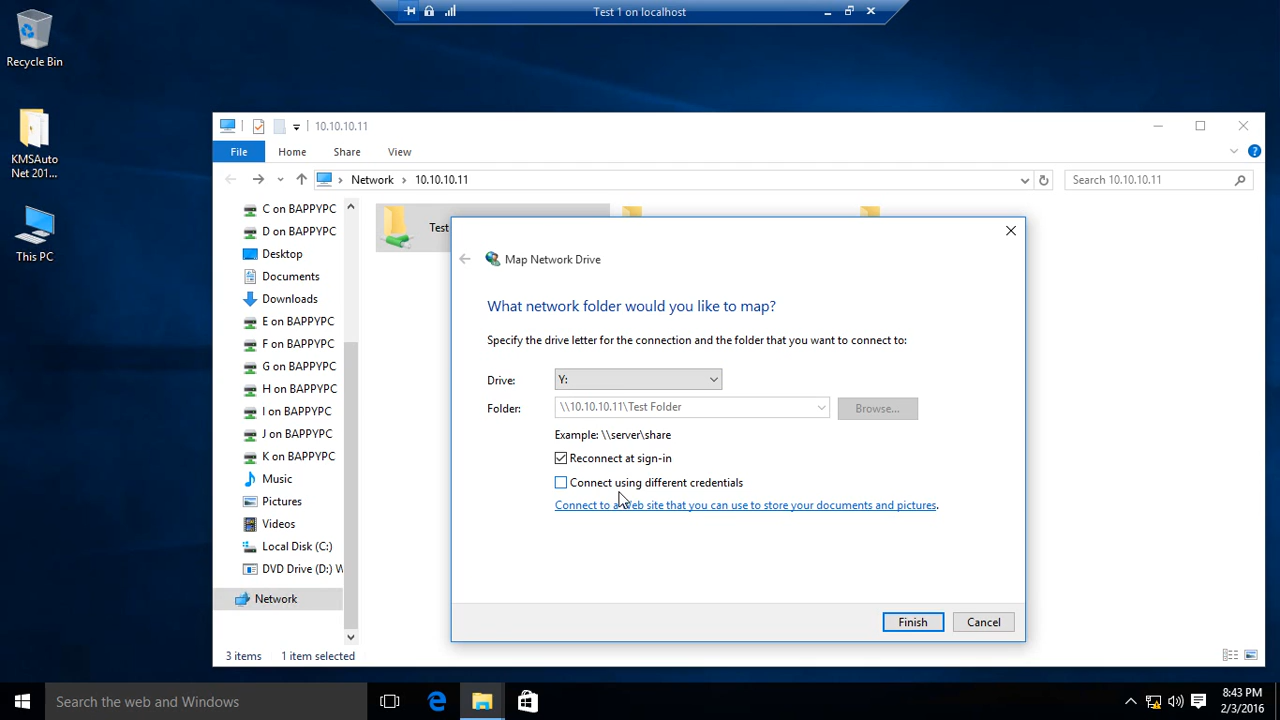 Test 1 on localhost
Recycle Bin
KMSAuto
Net 201...
This PC
10.10.10.11
File
Home
Share
View
Network
10.10.10.11
Search 10.10.10.11
C on BAPPYPC
D on BAPPYPC
Desktop
Documents
Downloads
E on BAPPYPC
F on BAPPYPC
G on BAPPYPC
H on BAPPYPC
I on BAPPYPC
J on BAPPYPC
K on BAPPYPC
Music
Pictures
Videos
Local Disk (C:)
DVD Drive (D:) W
Network
3 items
1 item selected
Test
Map Network Drive
What network folder would you like to map?
Specify the drive letter for the connection and the folder that you want to connect to:
Drive:
Y:
Folder:
\\10.10.10.11\Test Folder
Browse...
Example: \\server\share
Reconnect at sign-in
Connect using different credentials
Connect to a Web site that you can use to store your documents and pictures.
Finish
Cancel
Search the web and Windows
8:43 PM
2/3/2016